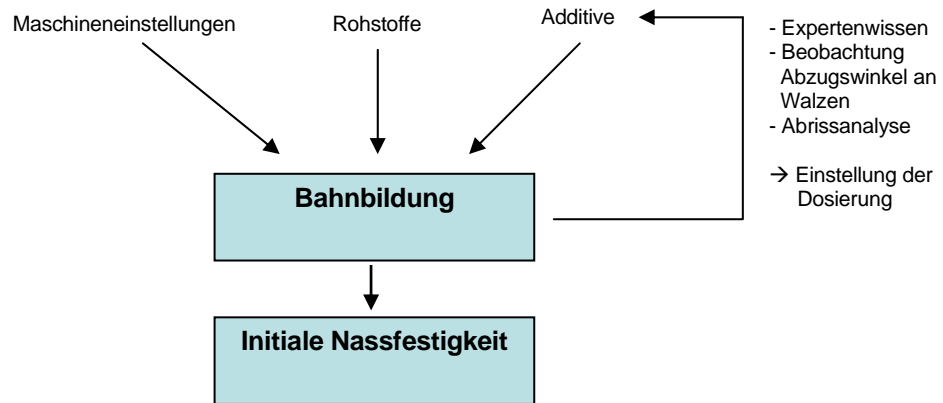 Maschineneinstellungen
Rohstoffe
Additive
- Expertenwissen
- Beobachtung
Abzugswinkel an
Walzen
- Abrissanalyse
→ Einstellung der
Dosierung
Bahnbildung
Initiale Nassfestigkeit